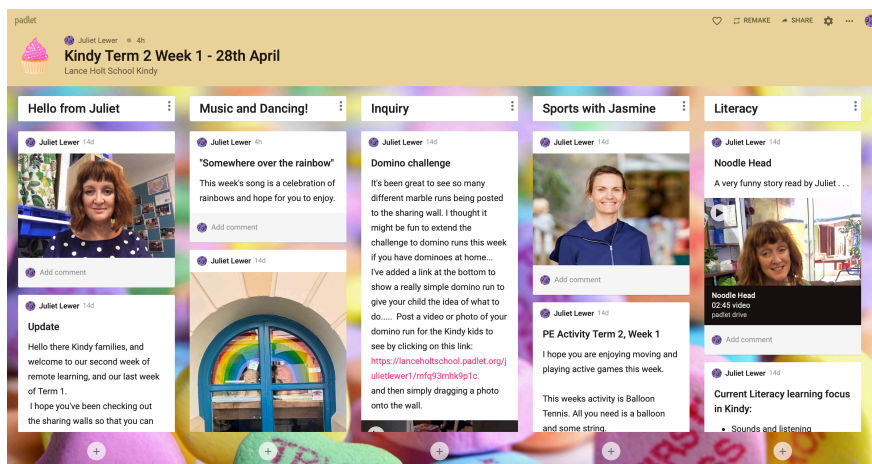 padlet
REMAKE
SHARE
Juliet Lewer 4h
Kindy Term 2 Week 1 - 28th April
Lance Holt School Kindy
Hello from Juliet
Juliet Lewer 14d
Add comment
Juliet Lewer 14d
Update
Hello there Kindy families, and
welcome to our second week of
remote learning, and our last week
of Term 1.
I hope you've been checking out
the sharing walls so that you can
Music and Dancing!
Juliet Lewer 4h
"Somewhere over the rainbow"
This week's song is a celebration of
rainbows and hope for you to enjoy.
Add comment
Juliet Lewer 14d
Inquiry
Juliet Lewer 14d
Domino challenge
It's been great to see so many
different marble runs being posted
to the sharing wall. I thought it
might be fun to extend the
challenge to domino runs this week
if you have dominoes at home...
I've added a link at the bottom to
show a really simple domino run to
give your child the idea of what to
do..... Post a video or photo of your
domino run for the Kindy kids to
see by clicking on this link:
https://lanceholtschool.padlet.org/j
ulietlewer1/mfq93mhk9p1c
and then simply dragging a photo
onto the wall.
Sports with Jasmine
Juliet Lewer 14d
Add comment
Juliet Lewer 14d
PE Activity Term 2, Week 1
I hope you are enjoying moving and
playing active games this week.
This weeks activity is Balloon
Tennis. All you need is a balloon
and some string.
Literacy
Juliet Lewer 14d
Noodle Head
A very funny story read by Juliet . . .
Noodle Head
02:45 video
padlet drive
Add comment
Juliet Lewer 14d
Current Literacy learning focus
in Kindy:
• Sounds and listening